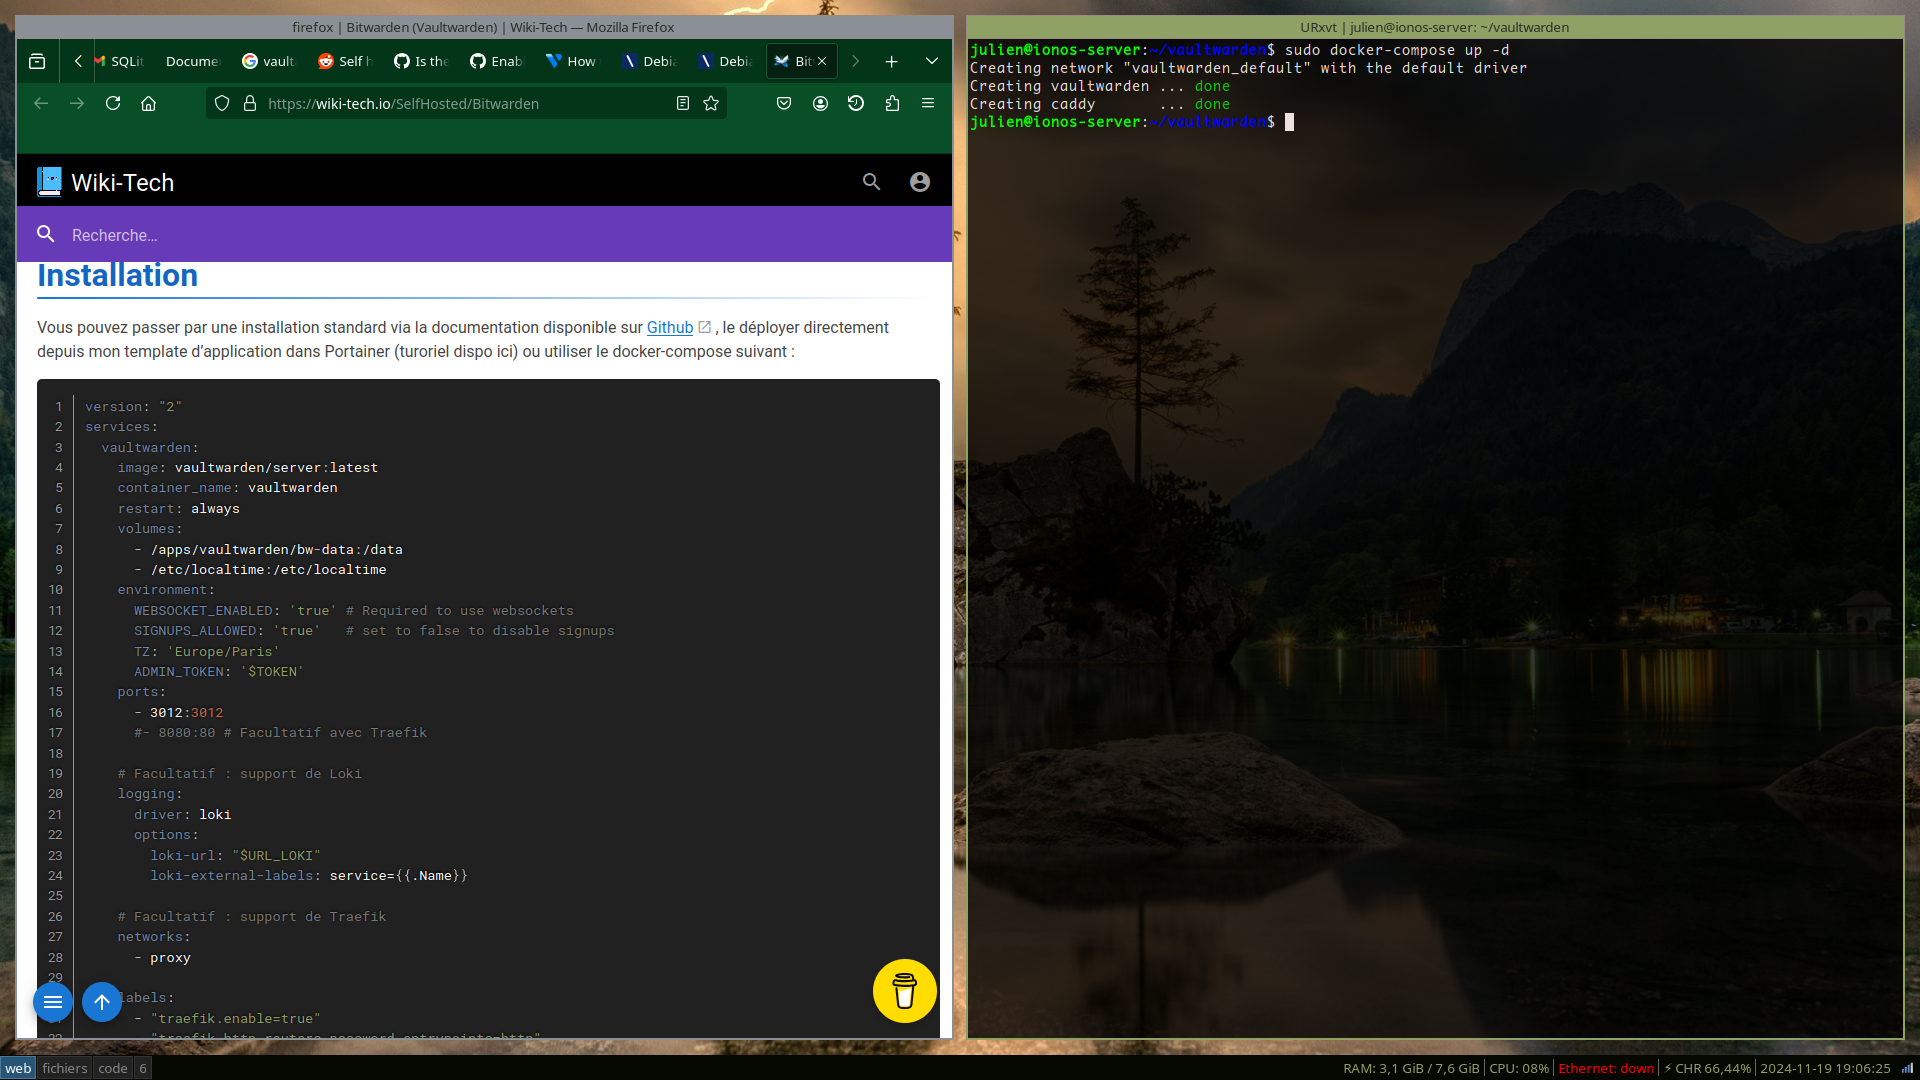 firefox | Bitwarden (Vaultwarden) | Wiki-Tech — Mozilla Firefox
SQLit
Docume
vault
Self h
Is the
Enab
How
Debi
Debi
Bit
https://wiki-tech.io/SelfHosted/Bitwarden
Wiki-Tech
Recherche...
Installation
Vous pouvez passer par une installation standard via la documentation disponible sur Github , le déployer directement
depuis mon template d’application dans Portainer (turoriel dispo ici) ou utiliser le docker-compose suivant :
1 version: "2"
2 services:
3   vaultwarden:
4     image: vaultwarden/server:latest
5     container_name: vaultwarden
6     restart: always
7     volumes:
8       - /apps/vaultwarden/bw-data:/data
9       - /etc/localtime:/etc/localtime
10     environment:
11       WEBSOCKET_ENABLED: 'true' # Required to use websockets
12       SIGNUPS_ALLOWED: 'true'   # set to false to disable signups
13       TZ: 'Europe/Paris'
14       ADMIN_TOKEN: '$TOKEN'
15     ports:
16       - 3012:3012
17       #- 8080:80 # Facultatif avec Traefik
18
19     # Facultatif : support de Loki
20     logging:
21       driver: loki
22       options:
23         loki-url: "$URL_LOKI"
24         loki-external-labels: service={{.Name}}
25
26     # Facultatif : support de Traefik
27     networks:
28       - proxy
29
labels:
- "traefik.enable=true"
URxvt | julien@ionos-server: ~/vaultwarden
julien@ionos-server:~/vaultwarden$ sudo docker-compose up -d
Creating network "vaultwarden_default" with the default driver
Creating vaultwarden ... done
Creating caddy       ... done
julien@ionos-server:~/vaultwarden$
web fichiers code 6
RAM: 3,1 GiB / 7,6 GiB | CPU: 08% | Ethernet: down | ⚡ CHR 66,44% | 2024-11-19 19:06:25